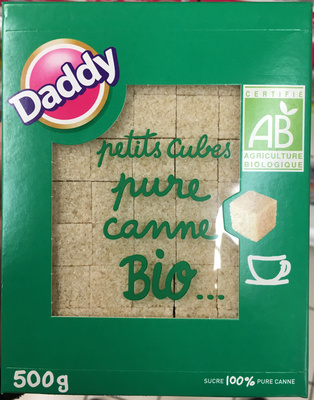 Daddy
CERTIFIÉ
AB
AGRICULTURE
BIOLOGIQUE
petits cubes
pure
canne
Bio...
500g
SUCRE 100% PURE CANNE